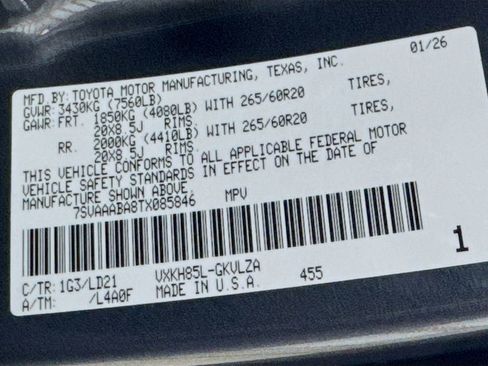 MFD BY: TOYOTA MOTOR MANUFACTURING, TEXAS, INC. 01/26
GVWR: 3430KG (7560LB)
GAWR: FRT. 1850KG (4080LB) WITH 265/60R20 TIRES,
20X8.5J RIMS,
RR. 2000KG (4410LB) WITH 265/60R20 TIRES,
20X8.5J RIMS.
THIS VEHICLE CONFORMS TO ALL APPLICABLE FEDERAL MOTOR
VEHICLE SAFETY STANDARDS IN EFFECT ON THE DATE OF
MANUFACTURE SHOWN ABOVE.
7SVAAABA8TX085846 MPV
1
C/TR: 1G3/LD21 VXKH85L-GKVLZA 455
A/TM: /L4A0F MADE IN U.S.A.